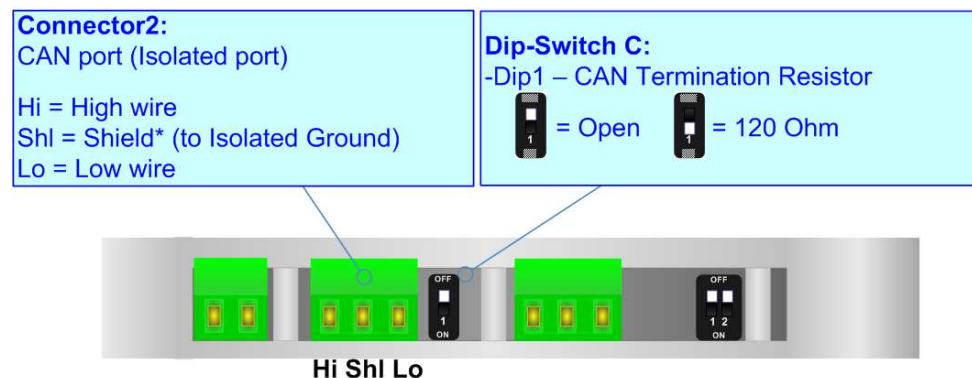 Connector2:
CAN port (Isolated port)
Hi = High wire
Shl = Shield* (to Isolated Ground)
Lo = Low wire
Dip-Switch C:
-Dip1 – CAN Termination Resistor
1 = Open 1 = 120 Ohm
OFF
1
ON
OFF
1 2
ON
Hi Shl Lo